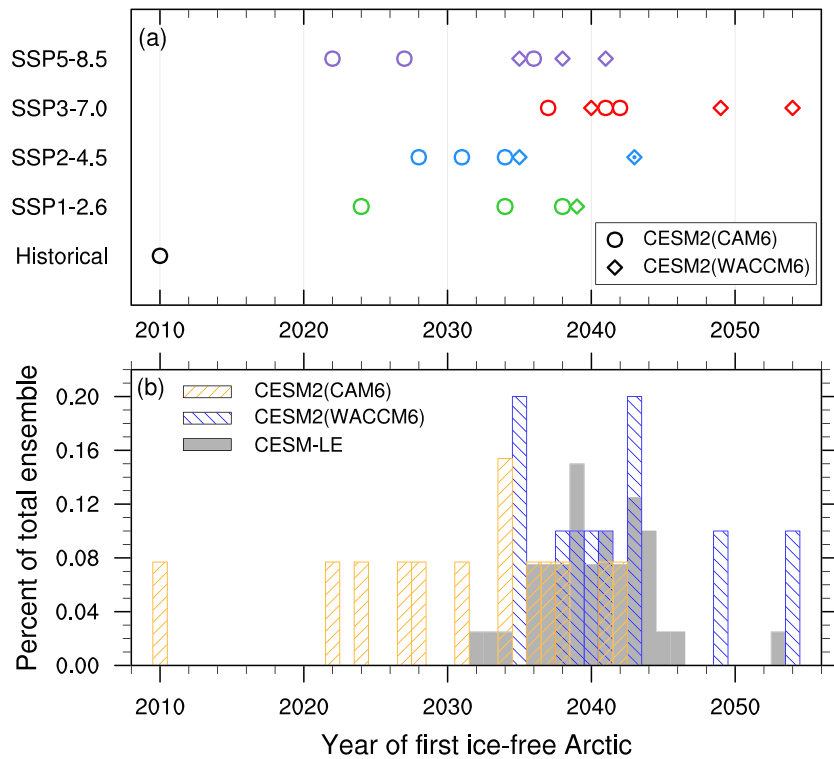 (a)
SSP5-8.5
SSP3-7.0
SSP2-4.5
SSP1-2.6
Historical
CESM2(CAM6)
CESM2(WACCM6)
2010 2020 2030 2040 2050
(b)
CESM2(CAM6)
CESM2(WACCM6)
CESM-LE
Percent of total ensemble
0.20
0.16
0.12
0.08
0.04
0.00
2010 2020 2030 2040 2050
Year of first ice-free Arctic